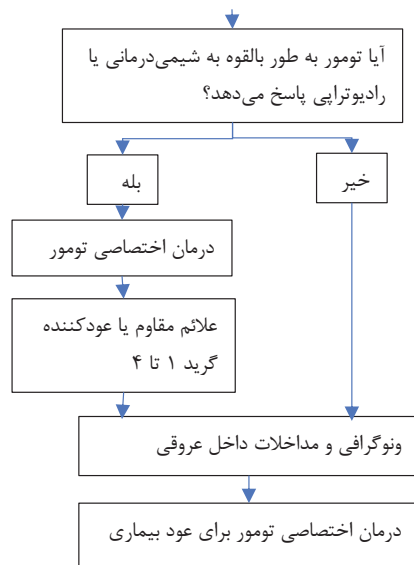 آیا تومور به طور بالقوه به شیمی‌درمانی یا
رادیوتراپی پاسخ می‌دهد؟
خیر
بله
درمان اختصاصی تومور
علائم مقاوم یا عودکننده
گرید ۱ تا ۴
ونوگرافی و مداخلات داخل عروقی
درمان اختصاصی تومور برای عود بیماری